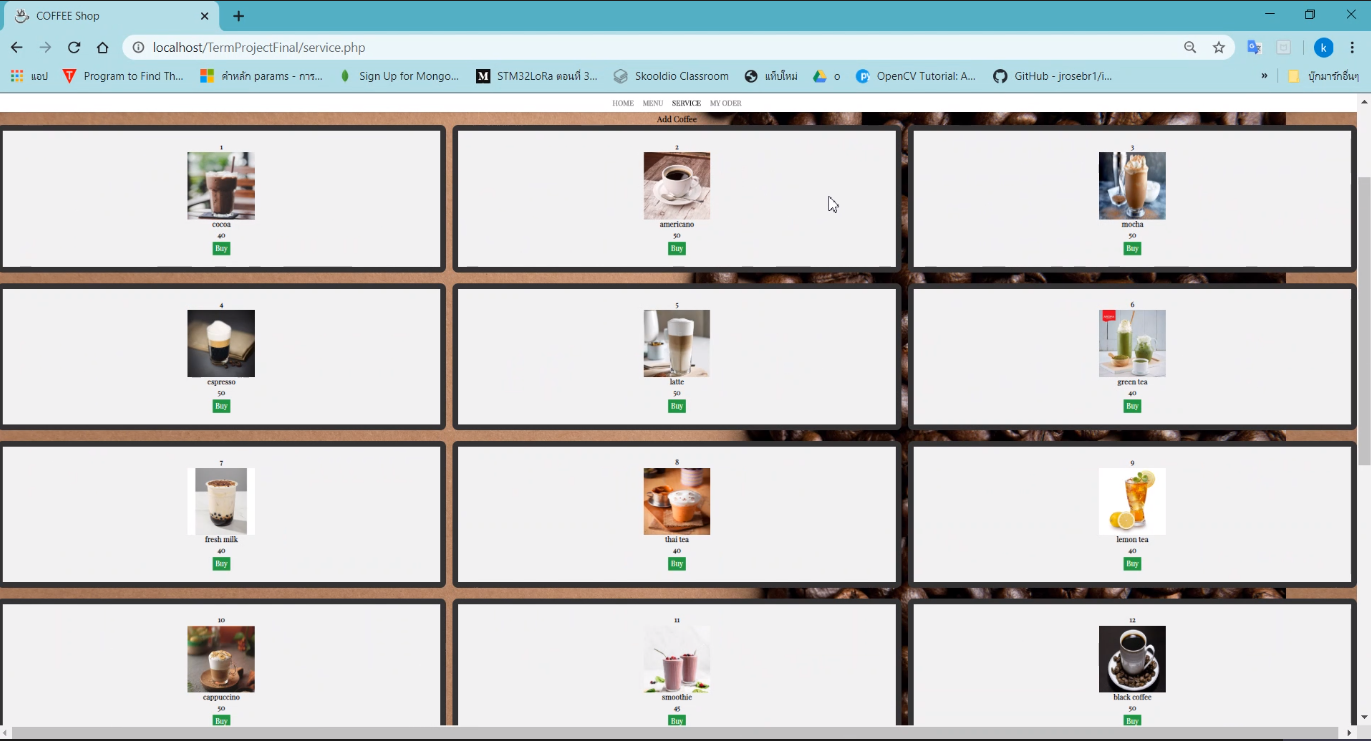 COFFEE Shop
localhost/TermProjectFinal/service.php
k
แอป Program to Find Th... คำหลัก params - การ... Sign Up for Mongo... STM32LoRa ตอนที่ 3... Skooldio Classroom แท็บใหม่ o OpenCV Tutorial: A... GitHub - jrosebr1/i... » บุ๊กมาร์กอื่นๆ
HOME MENU SERVICE MY ODER
Add Coffee
1 2 3
cocoa americano mocha
40 50 50
Buy Buy Buy
4 5 6
espresso latte green tea
50 50 40
Buy Buy Buy
7 8 9
fresh milk thai tea lemon tea
40 40 40
Buy Buy Buy
10 11 12
cappuccino smoothie black coffee
50 45 50
Buy Buy Buy